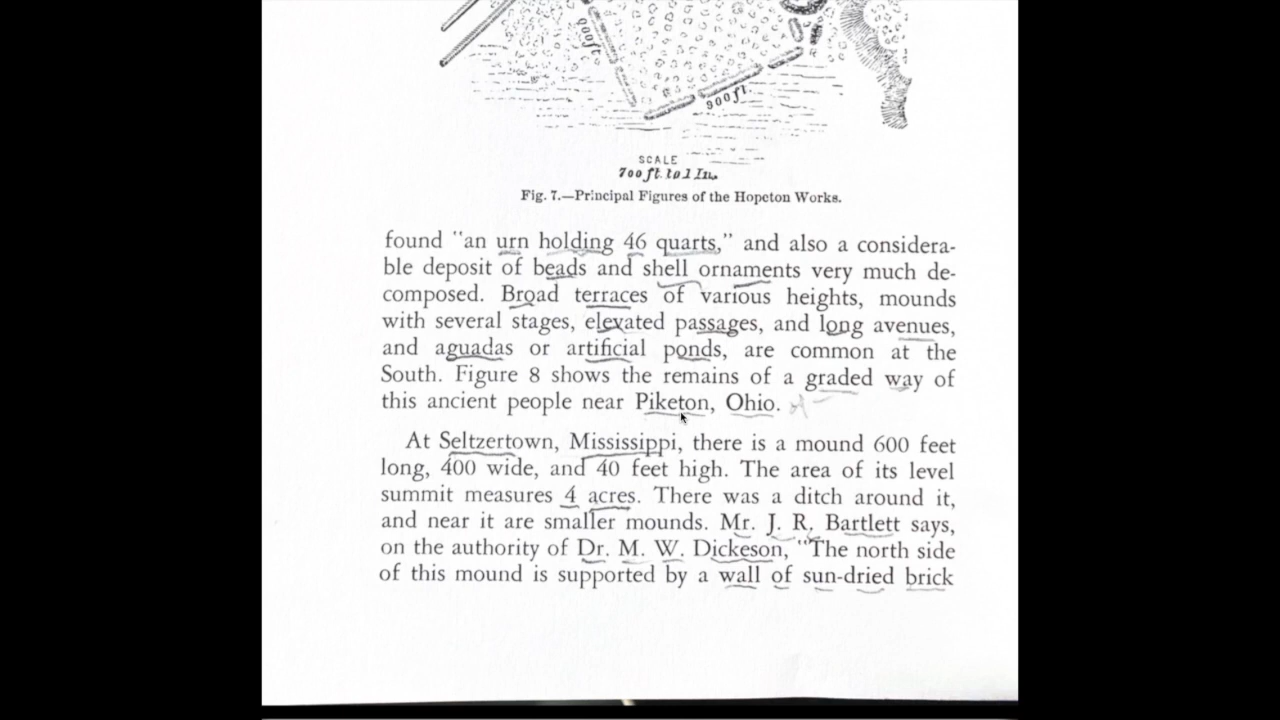 900ft.
900ft.
SCALE
700 ft. to 1 In.
Fig. 7.—Principal Figures of the Hopeton Works.
found "an urn holding 46 quarts," and also a considera-
ble deposit of beads and shell ornaments very much de-
composed. Broad terraces of various heights, mounds
with several stages, elevated passages, and long avenues,
and aguadas or artificial ponds, are common at the
South. Figure 8 shows the remains of a graded way of
this ancient people near Piketon, Ohio.
At Seltzertown, Mississippi, there is a mound 600 feet
long, 400 wide, and 40 feet high. The area of its level
summit measures 4 acres. There was a ditch around it,
and near it are smaller mounds. Mr. J. R. Bartlett says,
on the authority of Dr. M. W. Dickeson, "The north side
of this mound is supported by a wall of sun-dried brick